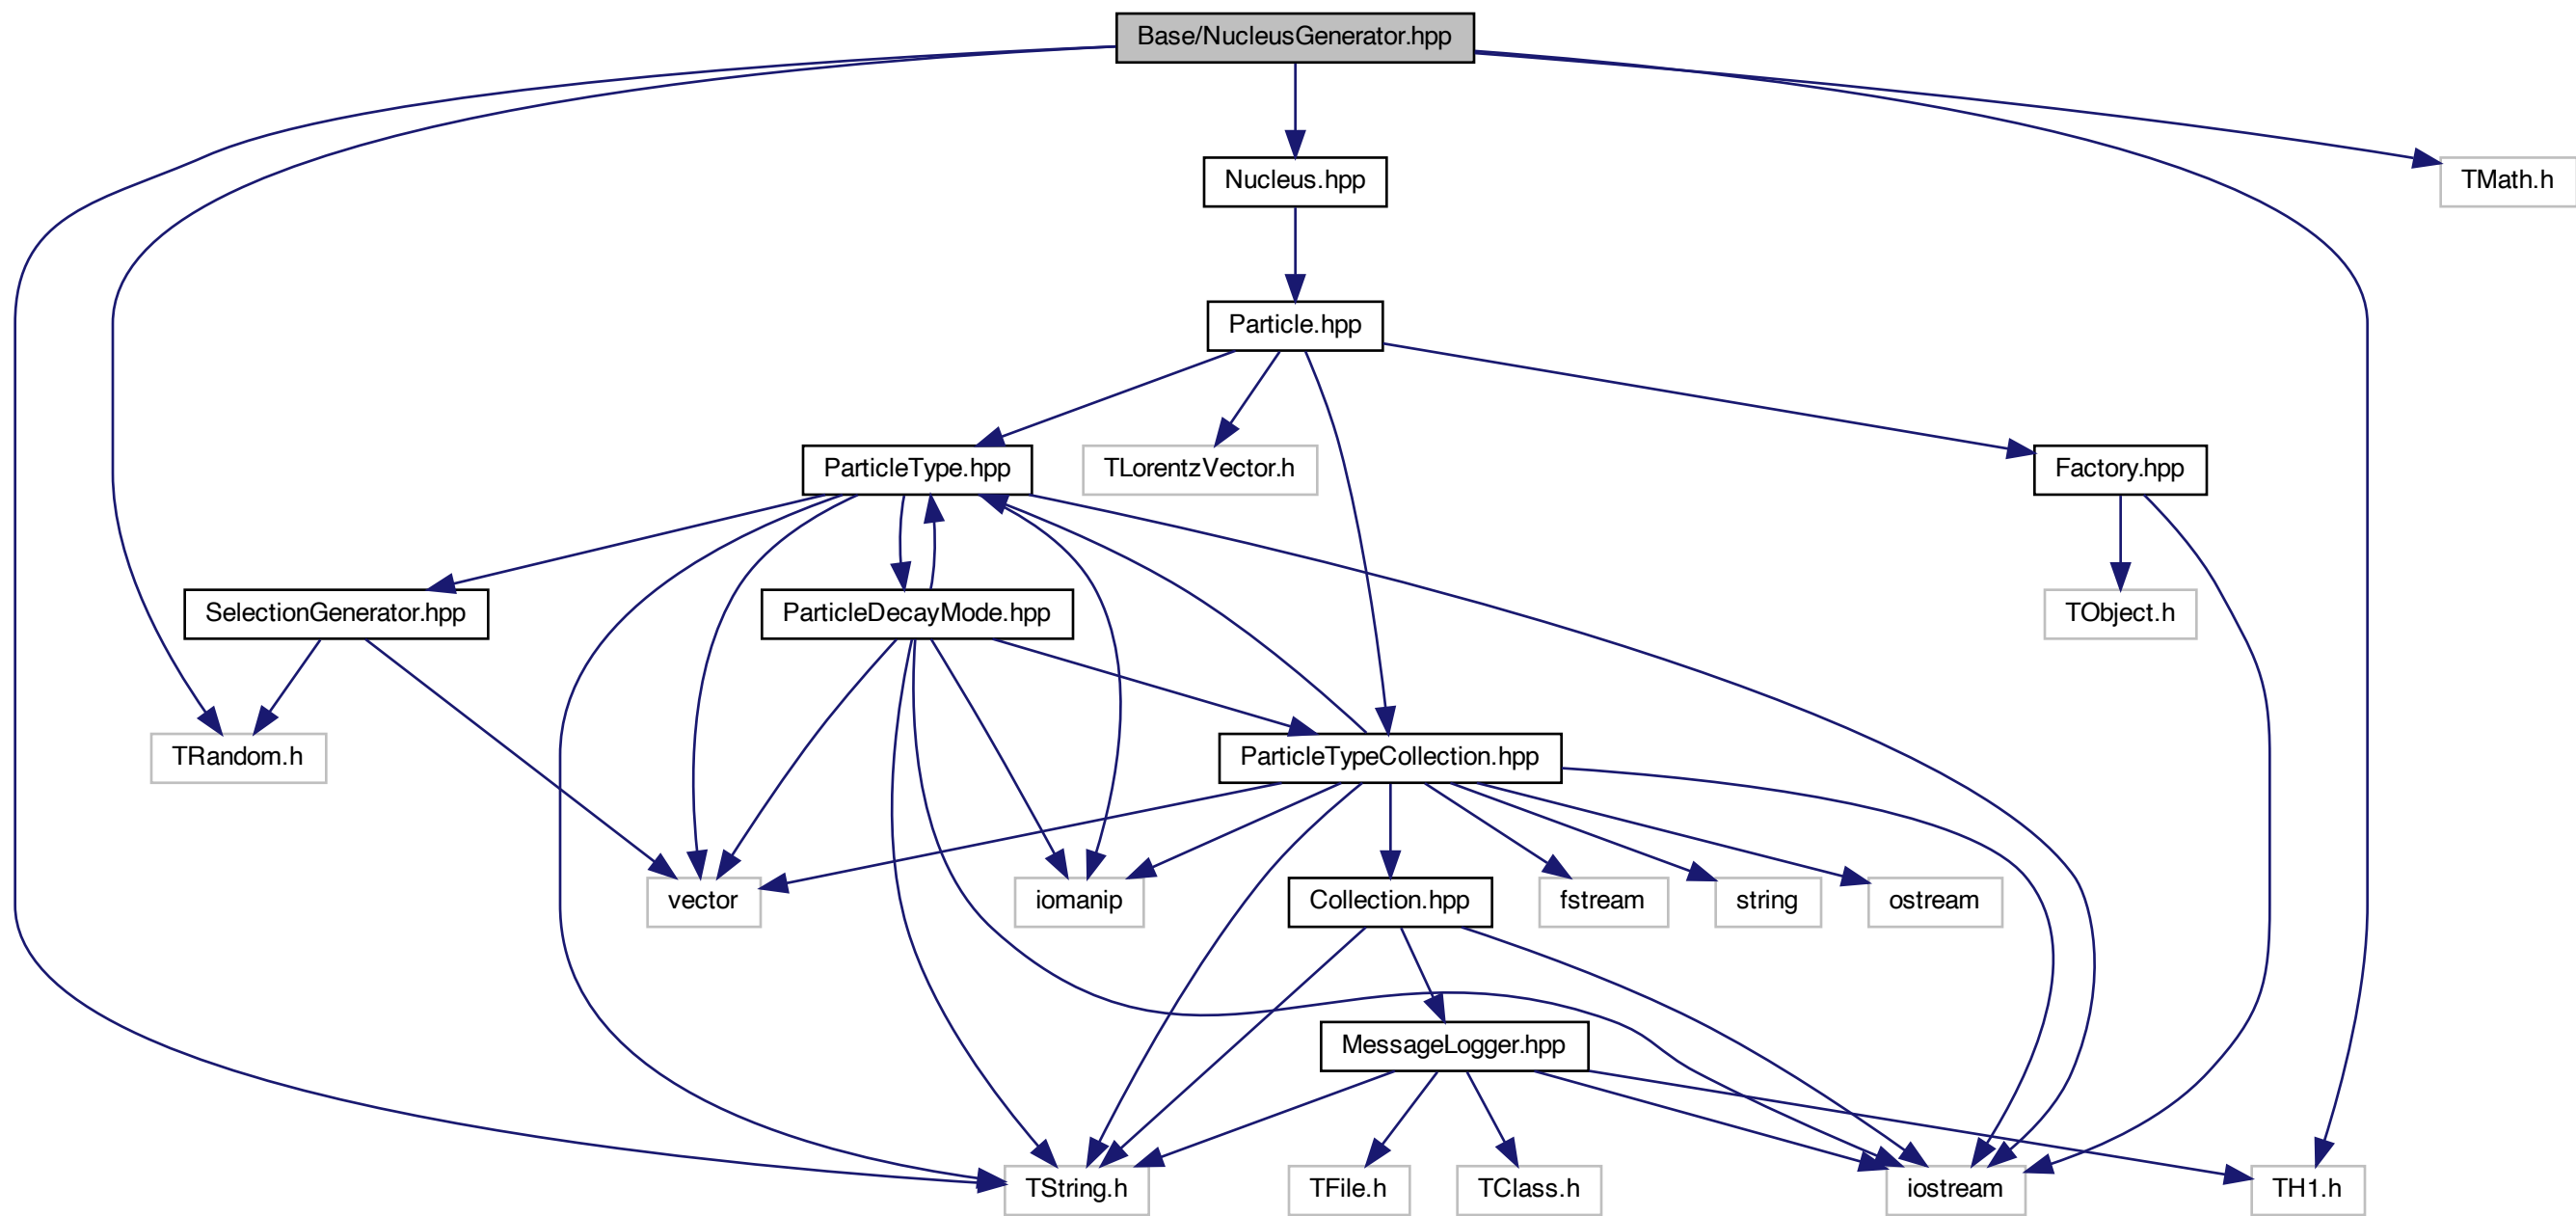 Base/NucleusGenerator.hpp
Nucleus.hpp
TMath.h
Particle.hpp
ParticleType.hpp
TLorentzVector.h
Factory.hpp
SelectionGenerator.hpp
ParticleDecayMode.hpp
TObject.h
TRandom.h
ParticleTypeCollection.hpp
vector
iomanip
Collection.hpp
fstream
string
ostream
MessageLogger.hpp
TString.h
TFile.h
TClass.h
iostream
TH1.h